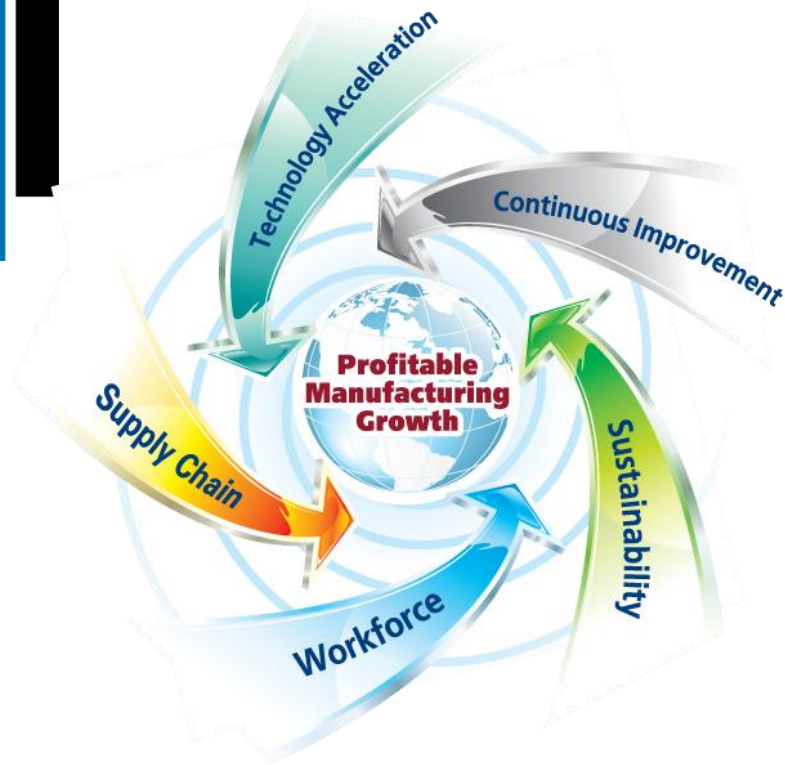 Technology Acceleration
Continuous Improvement
Profitable
Manufacturing
Growth
Supply Chain
Sustainability
Workforce